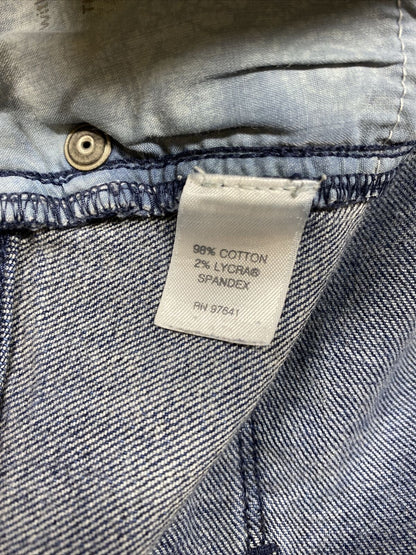 98% COTTON
2% LYCRA®
SPANDEX
RN 97641